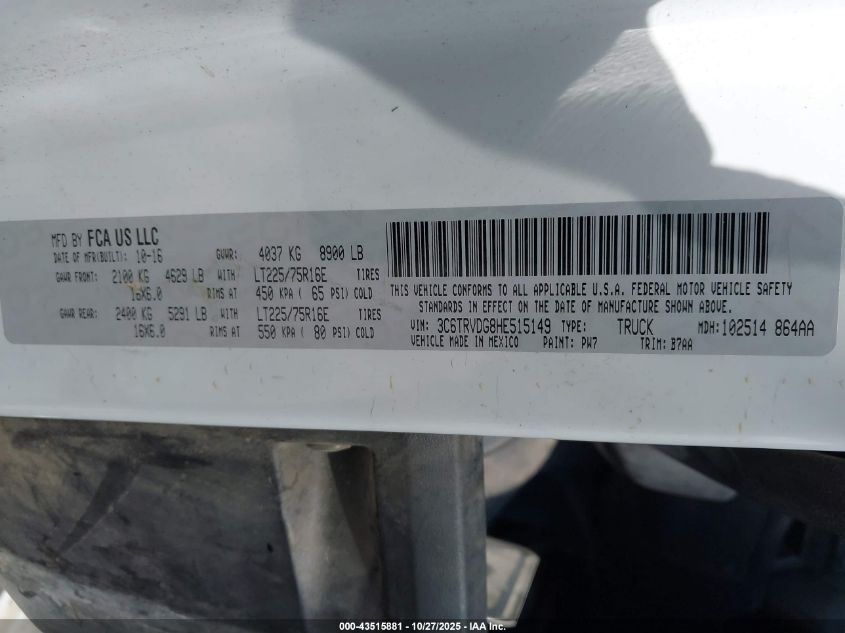 MFD BY FCA US LLC
DATE OF MFR(BUILT): 10-16 GVWR: 4037 KG 8900 LB
GAWR FRONT: 2100 KG 4629 LB WITH LT225/75R16E TIRES
16X6.0 RIMS AT 450 KPA ( 65 PSI) COLD
GAWR REAR: 2400 KG 5291 LB WITH LT225/75R16E TIRES
16X6.0 RIMS AT 550 KPA ( 80 PSI) COLD
THIS VEHICLE CONFORMS TO ALL APPLICABLE U.S.A. FEDERAL MOTOR VEHICLE SAFETY
STANDARDS IN EFFECT ON THE DATE OF MANUFACTURE SHOWN ABOVE.
VIN: 3C6TRVDG8HE515149 TYPE: TRUCK MDH:102514 864AA
VEHICLE MADE IN MEXICO PAINT: PW7 TRIM: B7AA
000-43515881 | 10/27/2025 - IAA Inc.